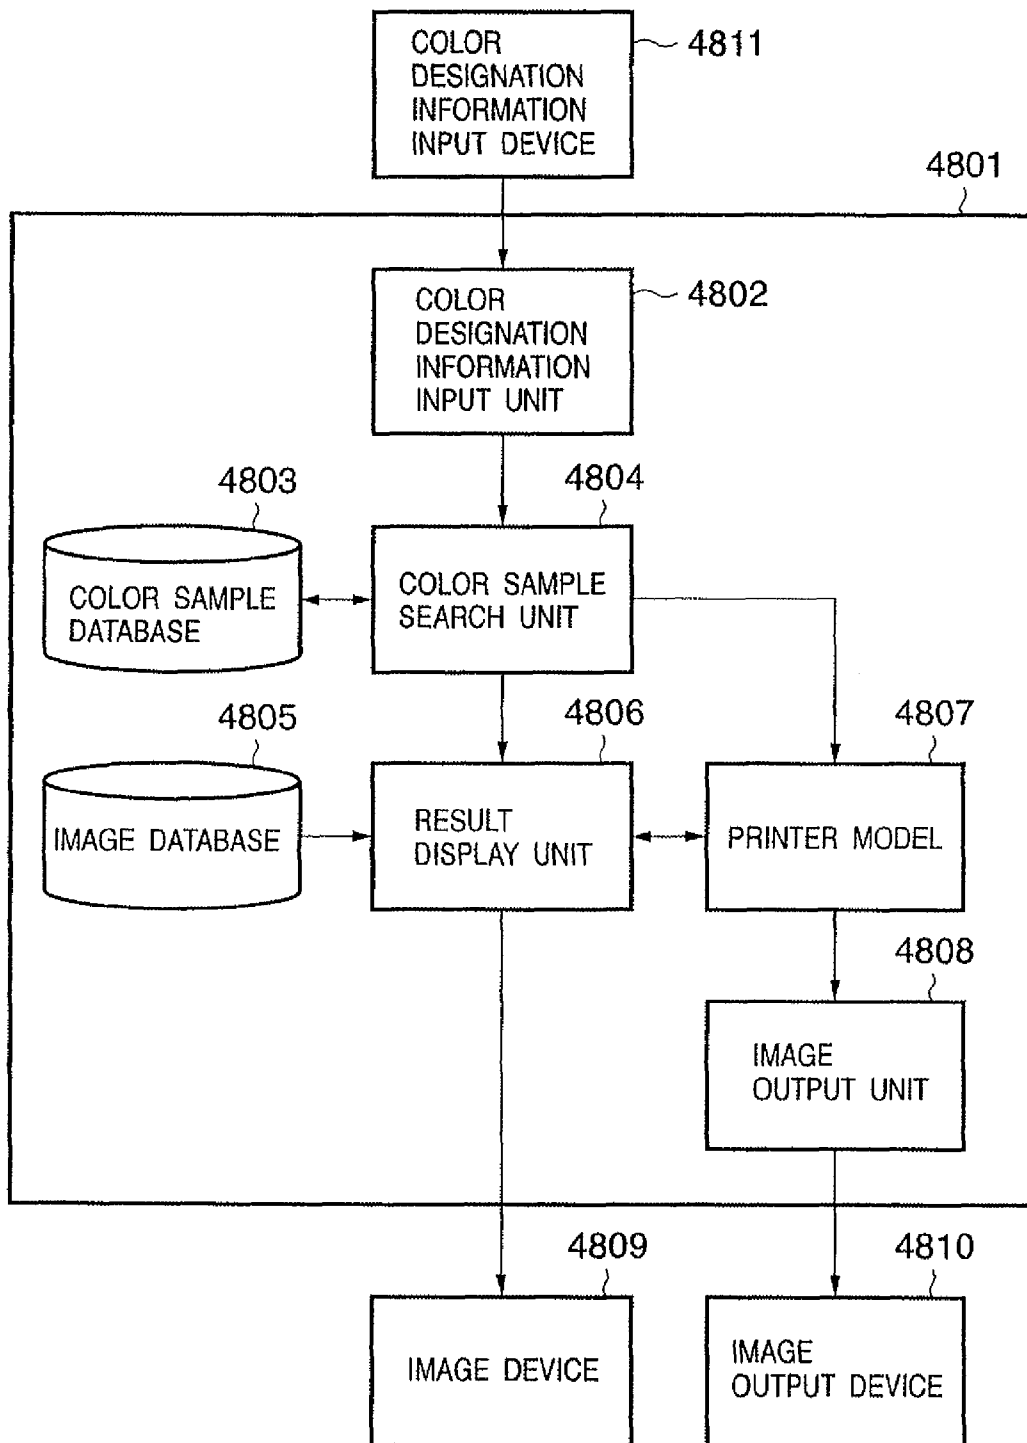 COLOR
DESIGNATION
INFORMATION
INPUT DEVICE
4811
4801
COLOR
DESIGNATION
INFORMATION
INPUT UNIT
4802
4803
4804
COLOR SAMPLE
DATABASE
COLOR SAMPLE
SEARCH UNIT
4805
4806
4807
IMAGE DATABASE
RESULT
DISPLAY UNIT
PRINTER MODEL
4808
IMAGE
OUTPUT UNIT
4809
4810
IMAGE DEVICE
IMAGE
OUTPUT DEVICE